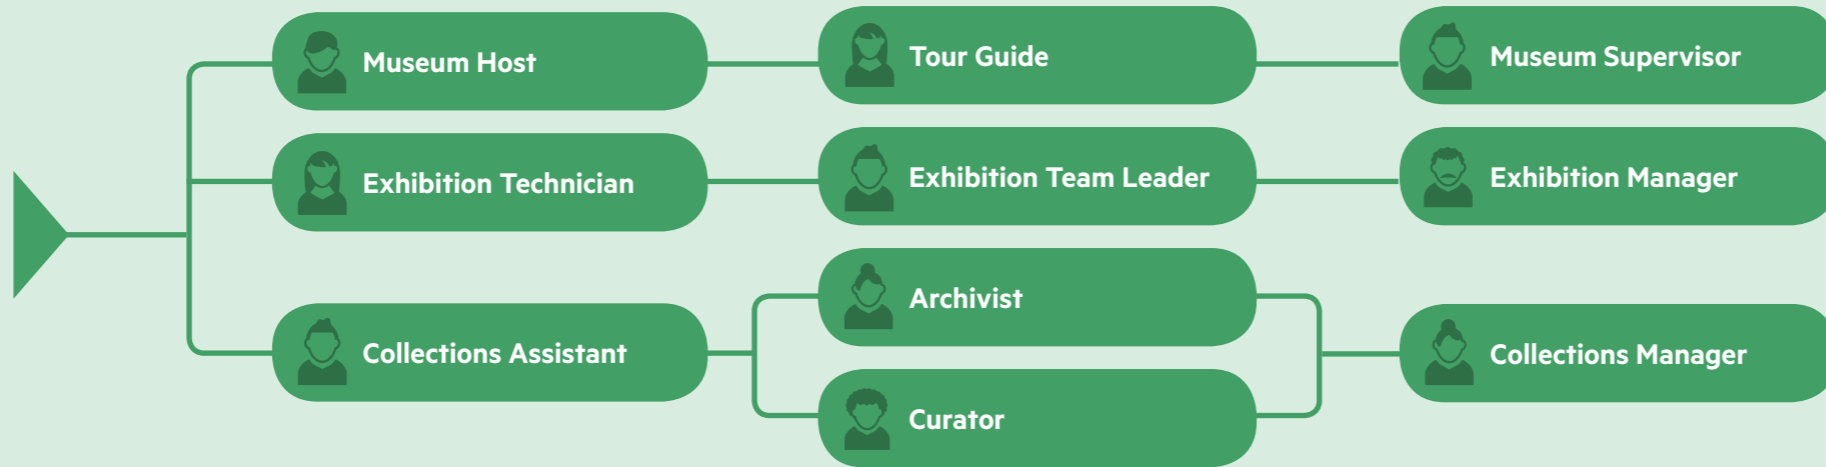 Museum Host
Tour Guide
Museum Supervisor
Exhibition Technician
Exhibition Team Leader
Exhibition Manager
Archivist
Collections Assistant
Collections Manager
Curator